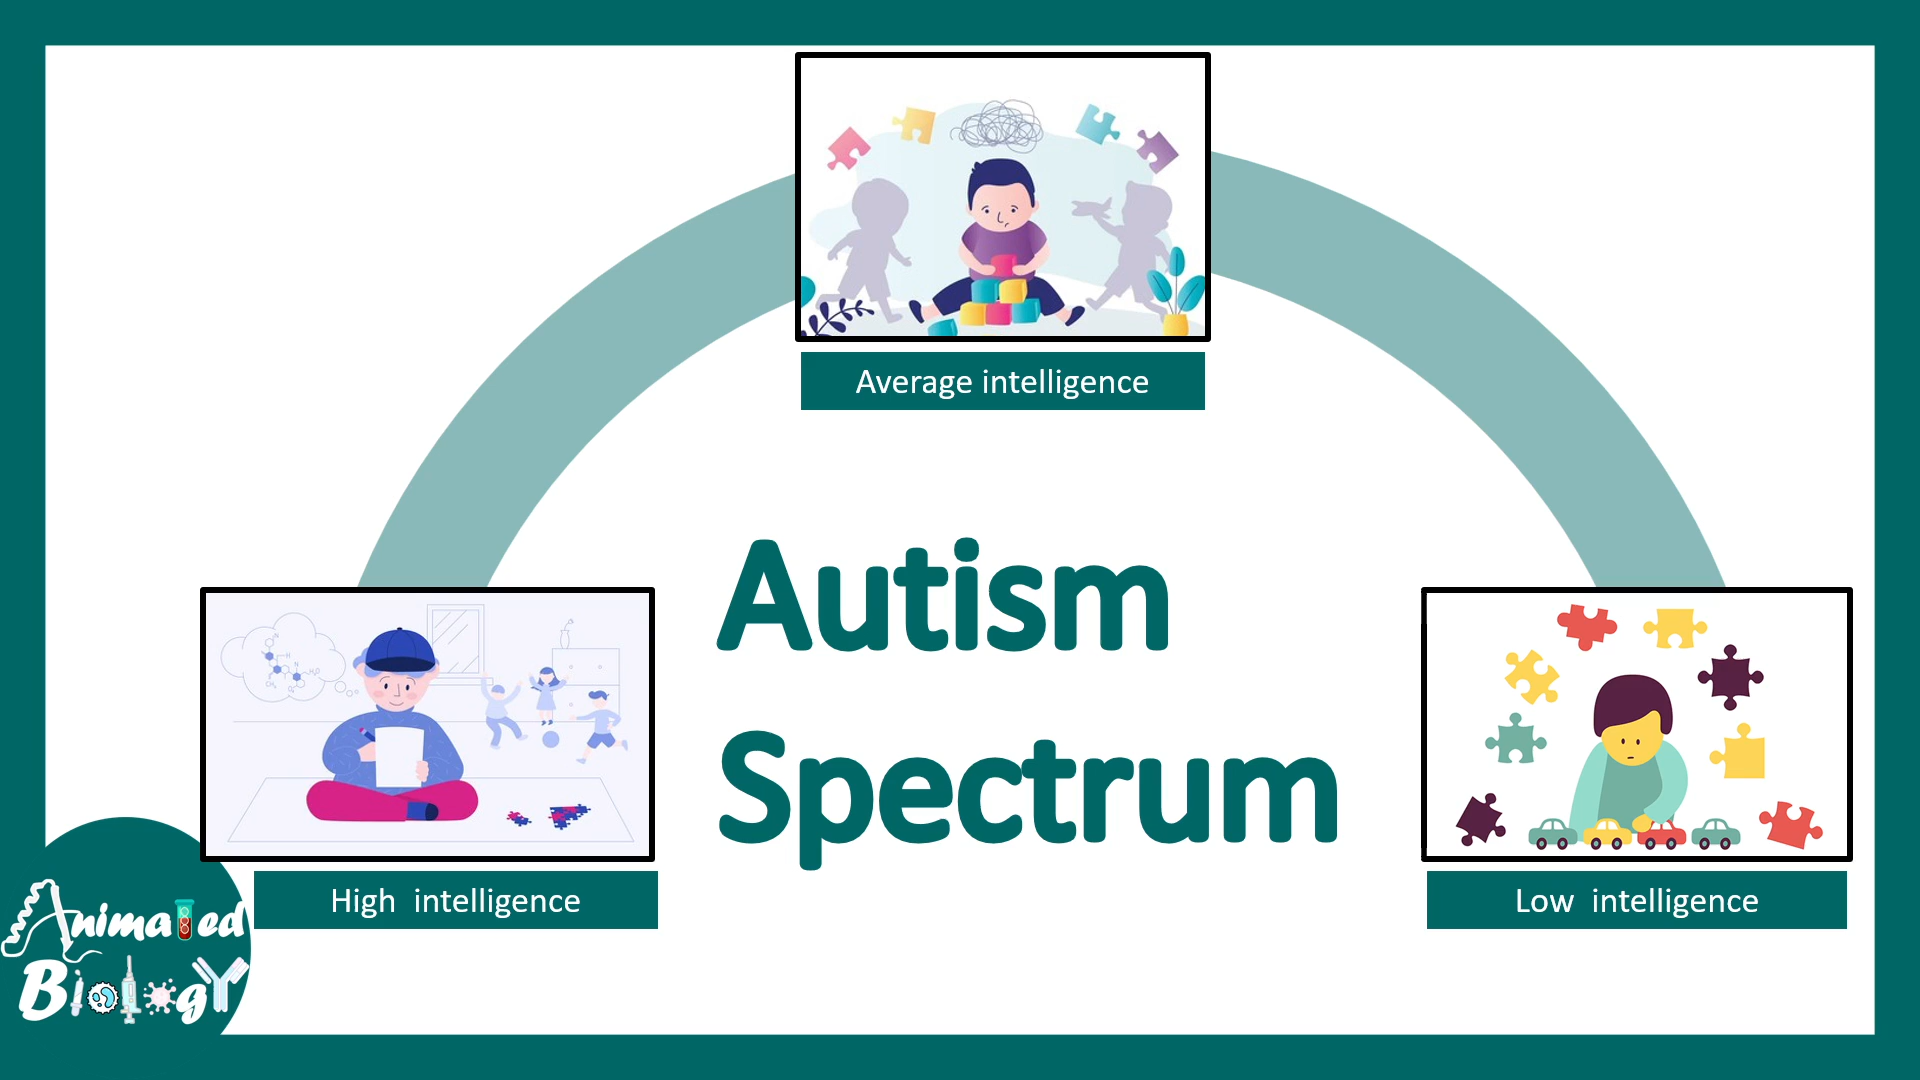 Average intelligence
Autism
Spectrum
High intelligence
Low intelligence
Animated
Biology